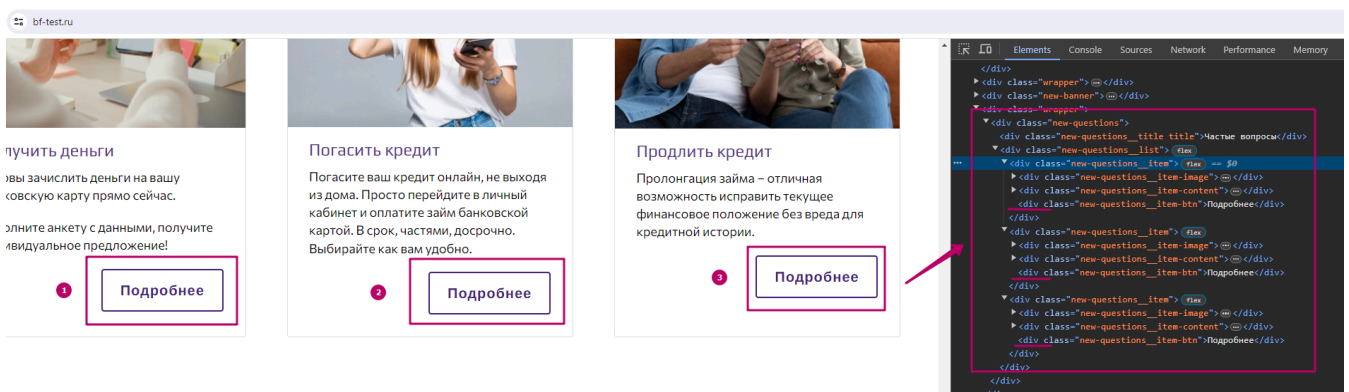 bf-test.ru
Elements Console Sources Network Performance Memory
лучить деньги
вы зачислить деньги на вашу
ковскую карту прямо сейчас.
олните анкету с данными, получите
ивидуальное предложение!
1
Подробнее
Погасить кредит
Погасите ваш кредит онлайн, не выходя
из дома. Просто перейдите в личный
кабинет и оплатите займ банковской
картой. В срок, частями, досрочно.
Выбирайте как вам удобно.
2
Подробнее
Продлить кредит
Пролонгация займа – отличная
возможность исправить текущее
финансовое положение без вреда для
кредитной истории.
3
Подробнее
</div>
<div class="wrapper"> </div>
<div class="new-banner"> </div>
<div class="wrapper">
<div class="new-questions">
<div class="new-questions__title title">Частые вопросы</div>
<div class="new-questions__list"> flex
<div class="new-questions__item"> flex == $0
<div class="new-questions__item-image"> </div>
<div class="new-questions__item-content"> </div>
<div class="new-questions__item-btn">Подробнее</div>
</div>
<div class="new-questions__item"> flex
<div class="new-questions__item-image"> </div>
<div class="new-questions__item-content"> </div>
<div class="new-questions__item-btn">Подробнее</div>
</div>
<div class="new-questions__item"> flex
<div class="new-questions__item-image"> </div>
<div class="new-questions__item-content"> </div>
<div class="new-questions__item-btn">Подробнее</div>
</div>
</div>
</div>